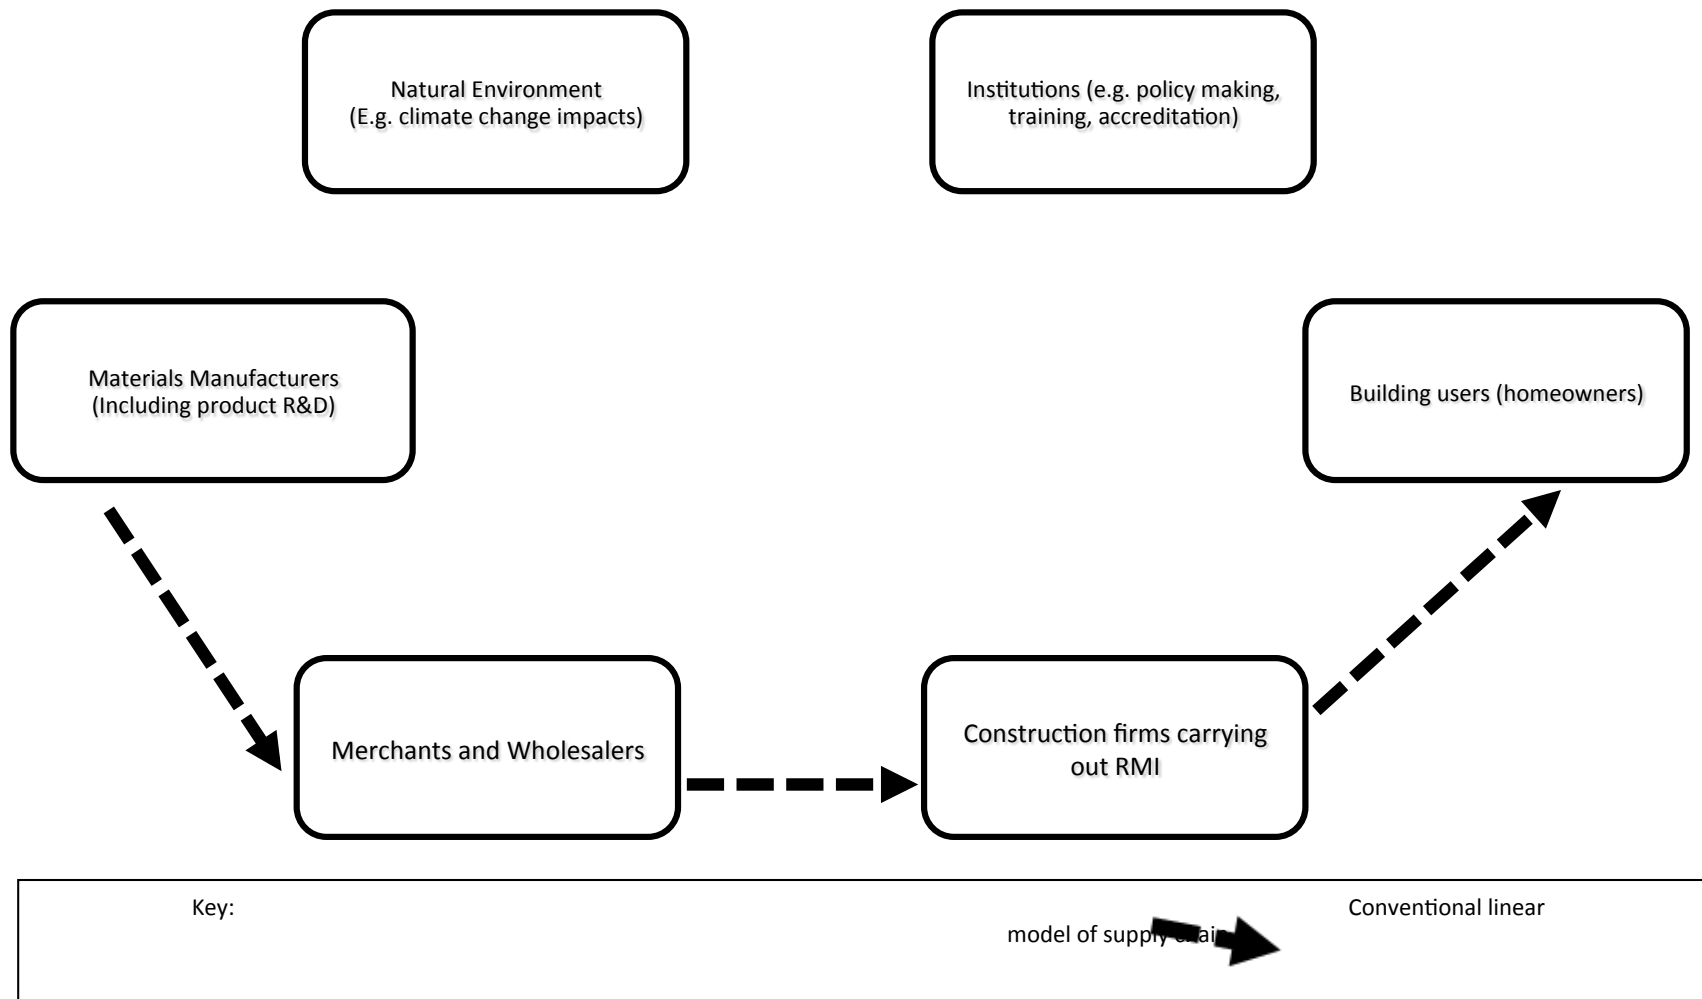 Natural Environment
(E.g. climate change impacts)
Institutions (e.g. policy making,
training, accreditation)
Materials Manufacturers
(Including product R&D)
Building users (homeowners)
Merchants and Wholesalers
Construction firms carrying
out RMI
Key:
Conventional linear
model of supply chain